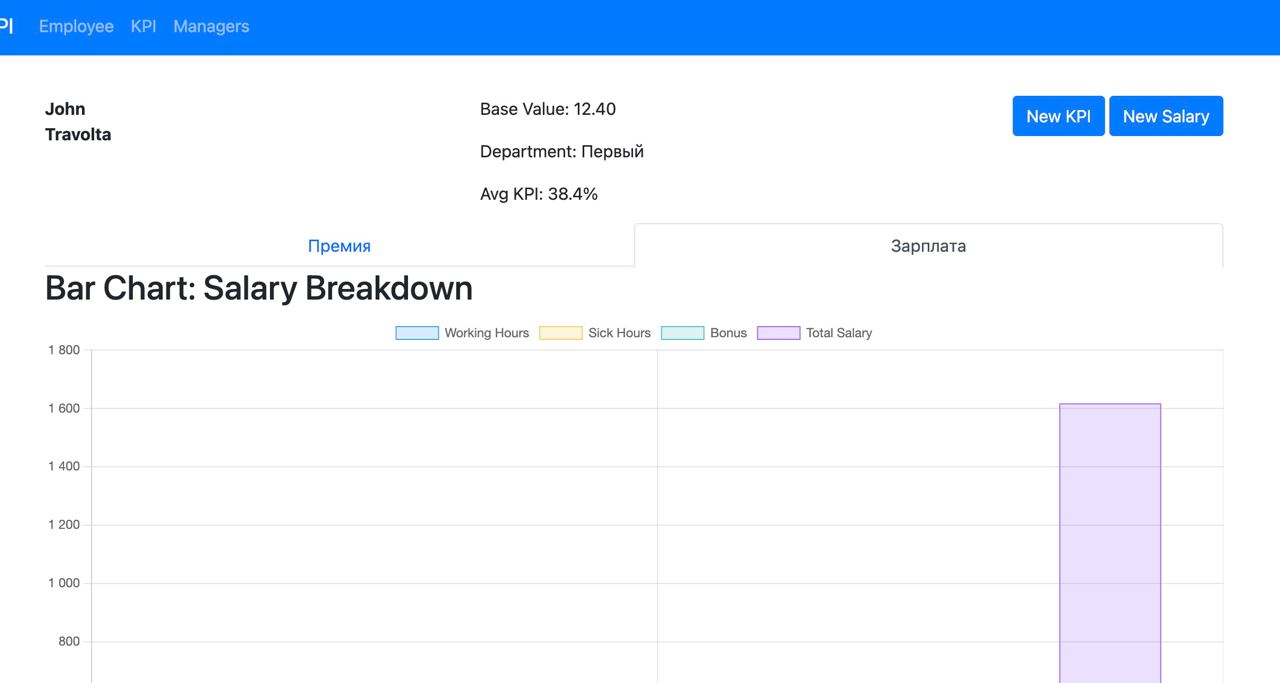 PI Employee KPI Managers
John
Travolta
Base Value: 12.40
Department: Первый
Avg KPI: 38.4%
New KPI New Salary
Премия Зарплата
Bar Chart: Salary Breakdown
Working Hours Sick Hours Bonus Total Salary
1 800
1 600
1 400
1 200
1 000
800